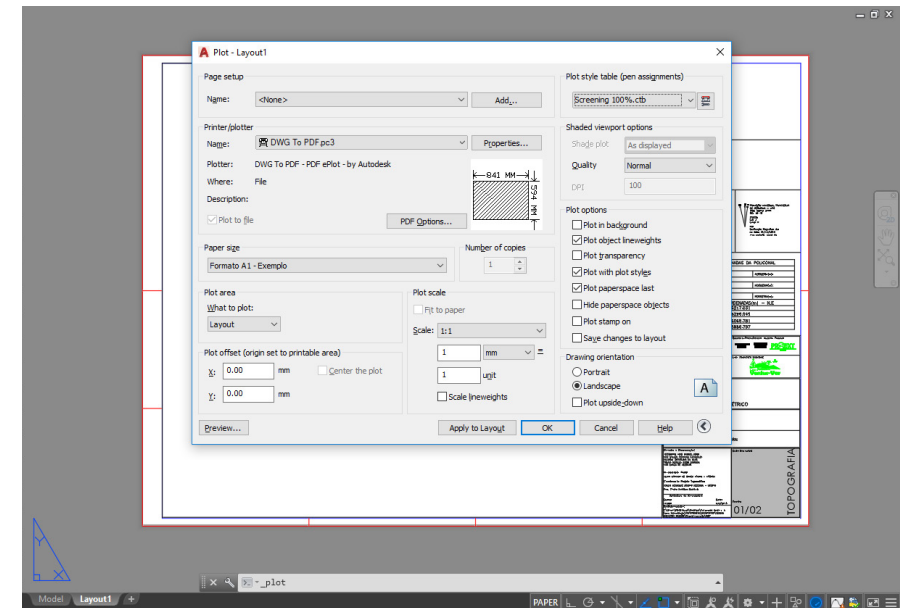 Plot - Layout1
Page setup
Name:
<None>
Add...
Printer/plotter
Name:
DWG To PDF.pc3
Properties...
Plotter:
DWG To PDF - PDF ePlot - by Autodesk
Where:
File
Description:
Plot to file
PDF Options...
841 MM
594 MM
Paper size
Formato A1 - Exemplo
Number of copies
1
Plot area
What to plot:
Layout
Plot offset (origin set to printable area)
X:
0.00
mm
Center the plot
Y:
0.00
mm
Plot scale
Fit to paper
Scale:
1:1
1
mm
=
1
unit
Scale lineweights
Plot style table (pen assignments)
Screening 100%.ctb
Shaded viewport options
Shade plot
As displayed
Quality
Normal
DPI
100
Plot options
Plot in background
Plot object lineweights
Plot transparency
Plot with plot styles
Plot paperspace last
Hide paperspace objects
Plot stamp on
Save changes to layout
Drawing orientation
Portrait
Landscape
Plot upside-down
A
Preview...
Apply to Layout
OK
Cancel
Help
TOPOGRAFIA
01/02
Y
X
_plot
Model
Layout1
+
PAPER